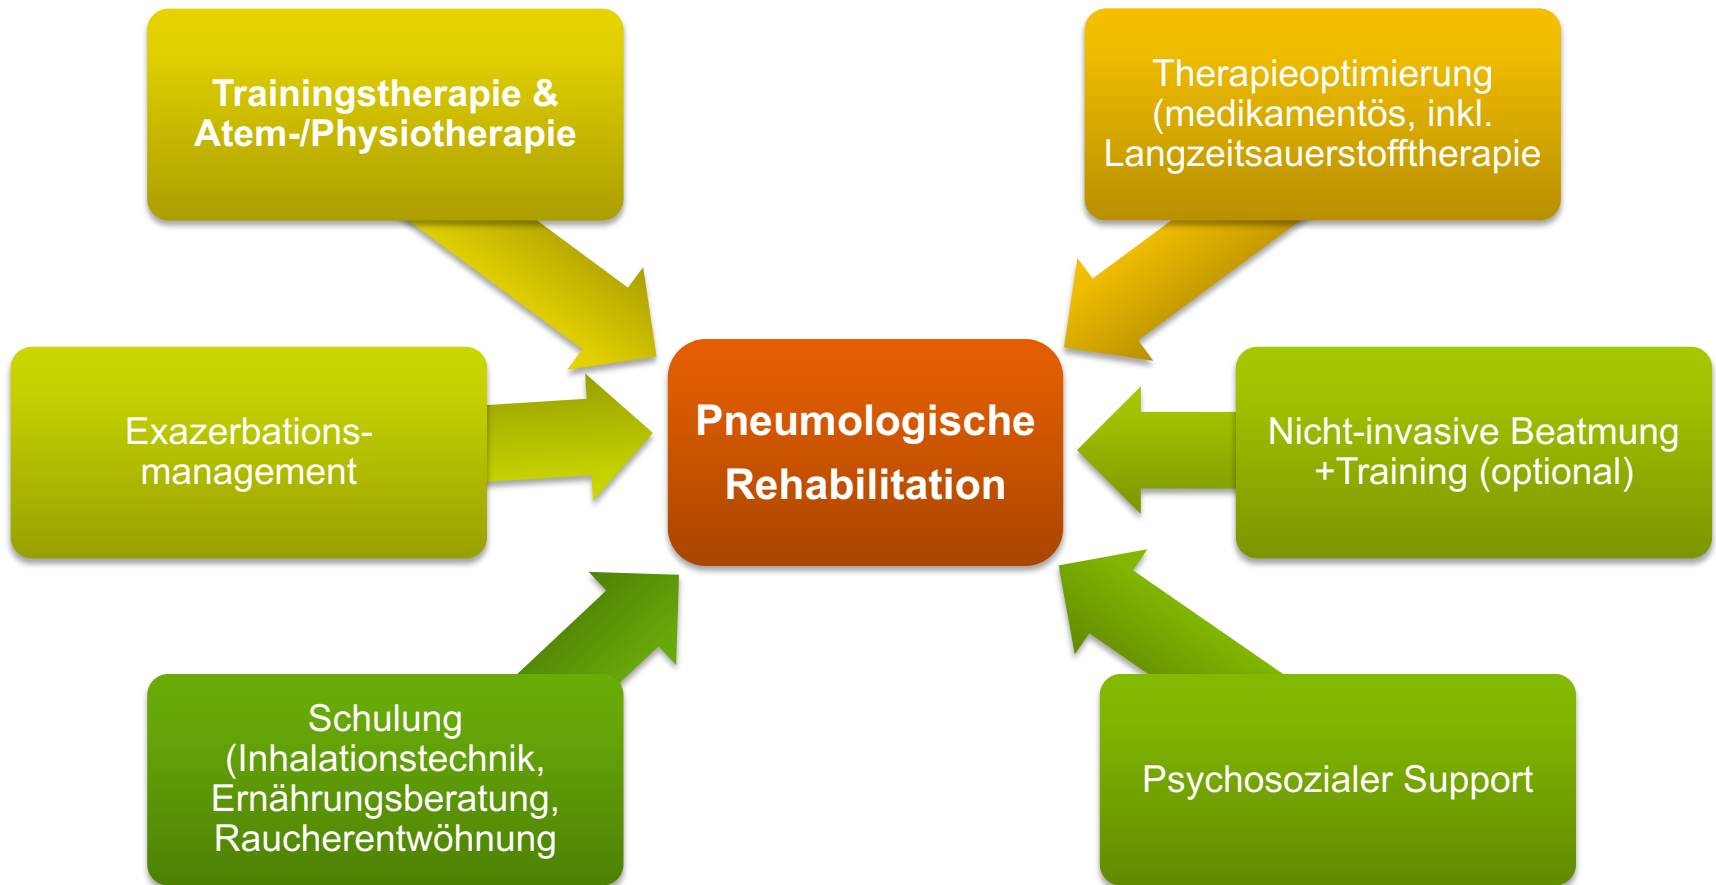 Trainingstherapie &
Atem-/Physiotherapie
Therapieoptimierung
(medikamentös, inkl.
Langzeitsauerstofftherapie
Exazerbations-
management
Pneumologische
Rehabilitation
Nicht-invasive Beatmung
+Training (optional)
Schulung
(Inhalationstechnik,
Ernährungsberatung,
Raucherentwöhnung
Psychosozialer Support